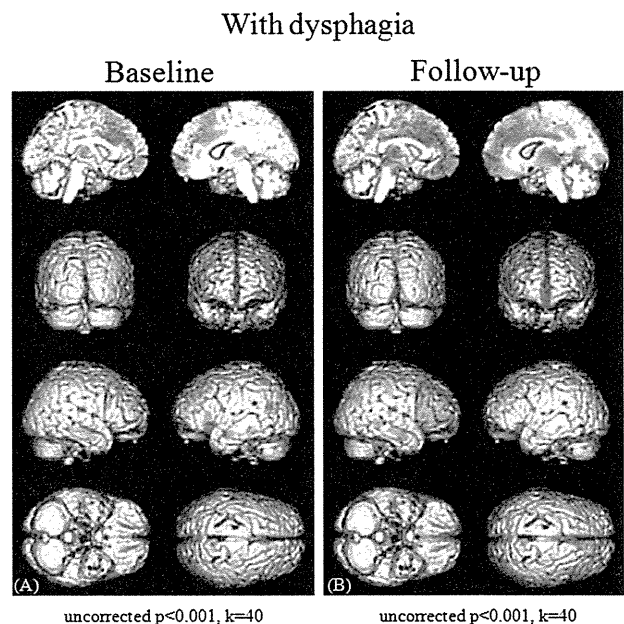 With dysphagia
Baseline
Follow-up
(A)
(B)
uncorrected p<0.001, k=40
uncorrected p<0.001, k=40